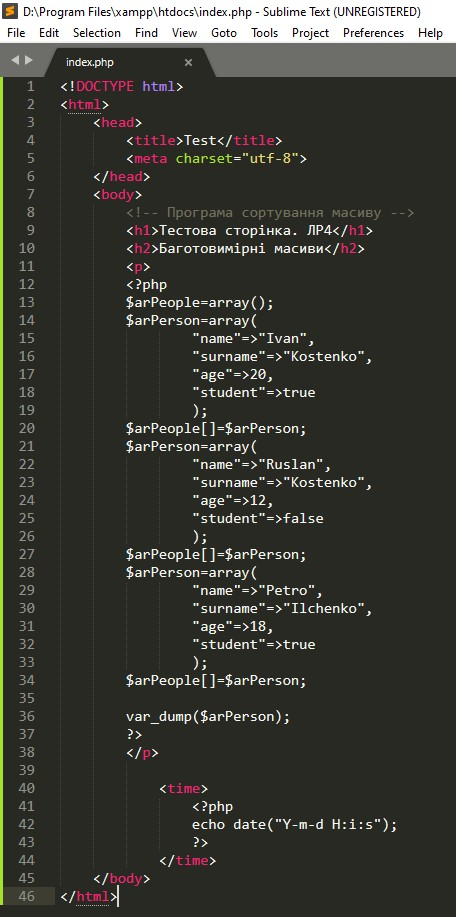 D:\Program Files\xampp\htdocs\index.php - Sublime Text (UNREGISTERED)
File Edit Selection Find View Goto Tools Project Preferences Help
index.php
1 <!DOCTYPE html>
2 <html>
3 <head>
4 <title>Test</title>
5 <meta charset="utf-8">
6 </head>
7 <body>
8 <!-- Програма сортування масиву -->
9 <h1>Тестова сторінка. ЛР4</h1>
10 <h2>Баготовимірні масиви</h2>
11 <p>
12 <?php
13 $arPeople=array();
14 $arPerson=array(
15 "name"=>"Ivan",
16 "surname"=>"Kostenko",
17 "age"=>20,
18 "student"=>true
19 );
20 $arPeople[]=$arPerson;
21 $arPerson=array(
22 "name"=>"Ruslan",
23 "surname"=>"Kostenko",
24 "age"=>12,
25 "student"=>false
26 );
27 $arPeople[]=$arPerson;
28 $arPerson=array(
29 "name"=>"Petro",
30 "surname"=>"Ilchenko",
31 "age"=>18,
32 "student"=>true
33 );
34 $arPeople[]=$arPerson;
35
36 var_dump($arPerson);
37 ?>
38 </p>
39
40 <time>
41 <?php
42 echo date("Y-m-d H:i:s");
43 ?>
44 </time>
45 </body>
46 </html>